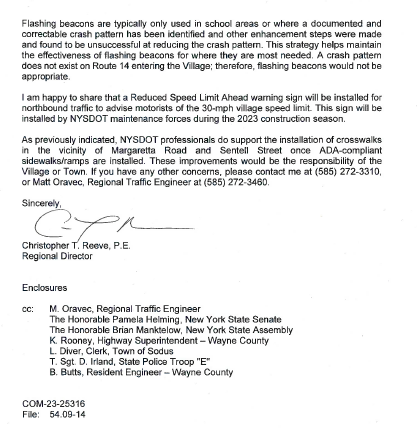 Flashing beacons are typically only used in school areas or where a documented and
correctable crash pattern has been identified and other enhancement steps were made
and found to be unsuccessful at reducing the crash pattern. This strategy helps maintain
the effectiveness of flashing beacons for where they are most needed. A crash pattern
does not exist on Route 14 entering the Village; therefore, flashing beacons would not be
appropriate.
I am happy to share that a Reduced Speed Limit Ahead warning sign will be installed for
northbound traffic to advise motorists of the 30-mph village speed limit. This sign will be
installed by NYSDOT maintenance forces during the 2023 construction season.
As previously indicated, NYSDOT professionals do support the installation of crosswalks
in the vicinity of Margaretta Road and Sentell Street once ADA-compliant
sidewalks/ramps are installed. These improvements would be the responsibility of the
Village or Town. If you have any other concerns, please contact me at (585) 272-3310,
or Matt Oravec, Regional Traffic Engineer at (585) 272-3460.
Sincerely,
Christopher T. Reeve, P.E.
Regional Director
Enclosures
cc: M. Oravec, Regional Traffic Engineer
The Honorable Pamela Helming, New York State Senate
The Honorable Brian Manktelow, New York State Assembly
K. Rooney, Highway Superintendent – Wayne County
L. Diver, Clerk, Town of Sodus
T. Sgt. D. Irland, State Police Troop "E"
B. Butts, Resident Engineer – Wayne County
COM-23-25316
File: 54.09-14